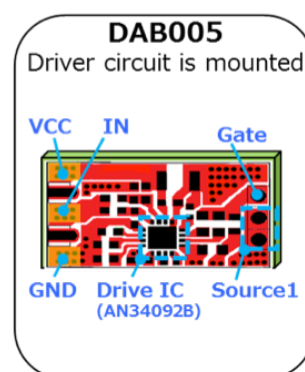 DAB005
Driver circuit is mounted
VCC
IN
Gate
GND
Drive IC
(AN34092B)
Source1